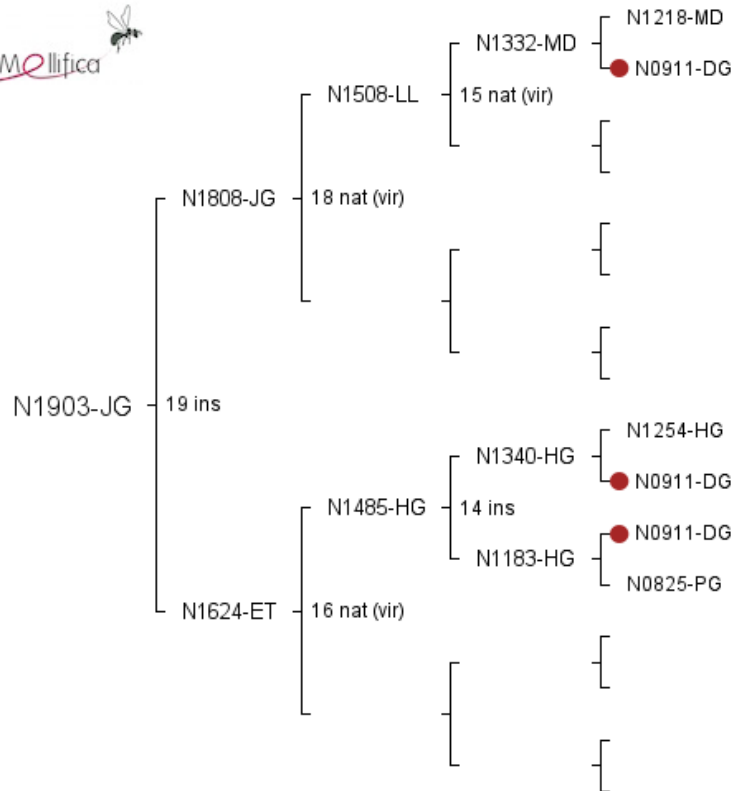 Mellifica
N1218-MD
N1332-MD
N0911-DG
N1508-LL
15 nat (vir)
N1808-JG
18 nat (vir)
N1903-JG
19 ins
N1254-HG
N1340-HG
N0911-DG
N1485-HG
14 ins
N0911-DG
N1183-HG
N0825-PG
N1624-ET
16 nat (vir)